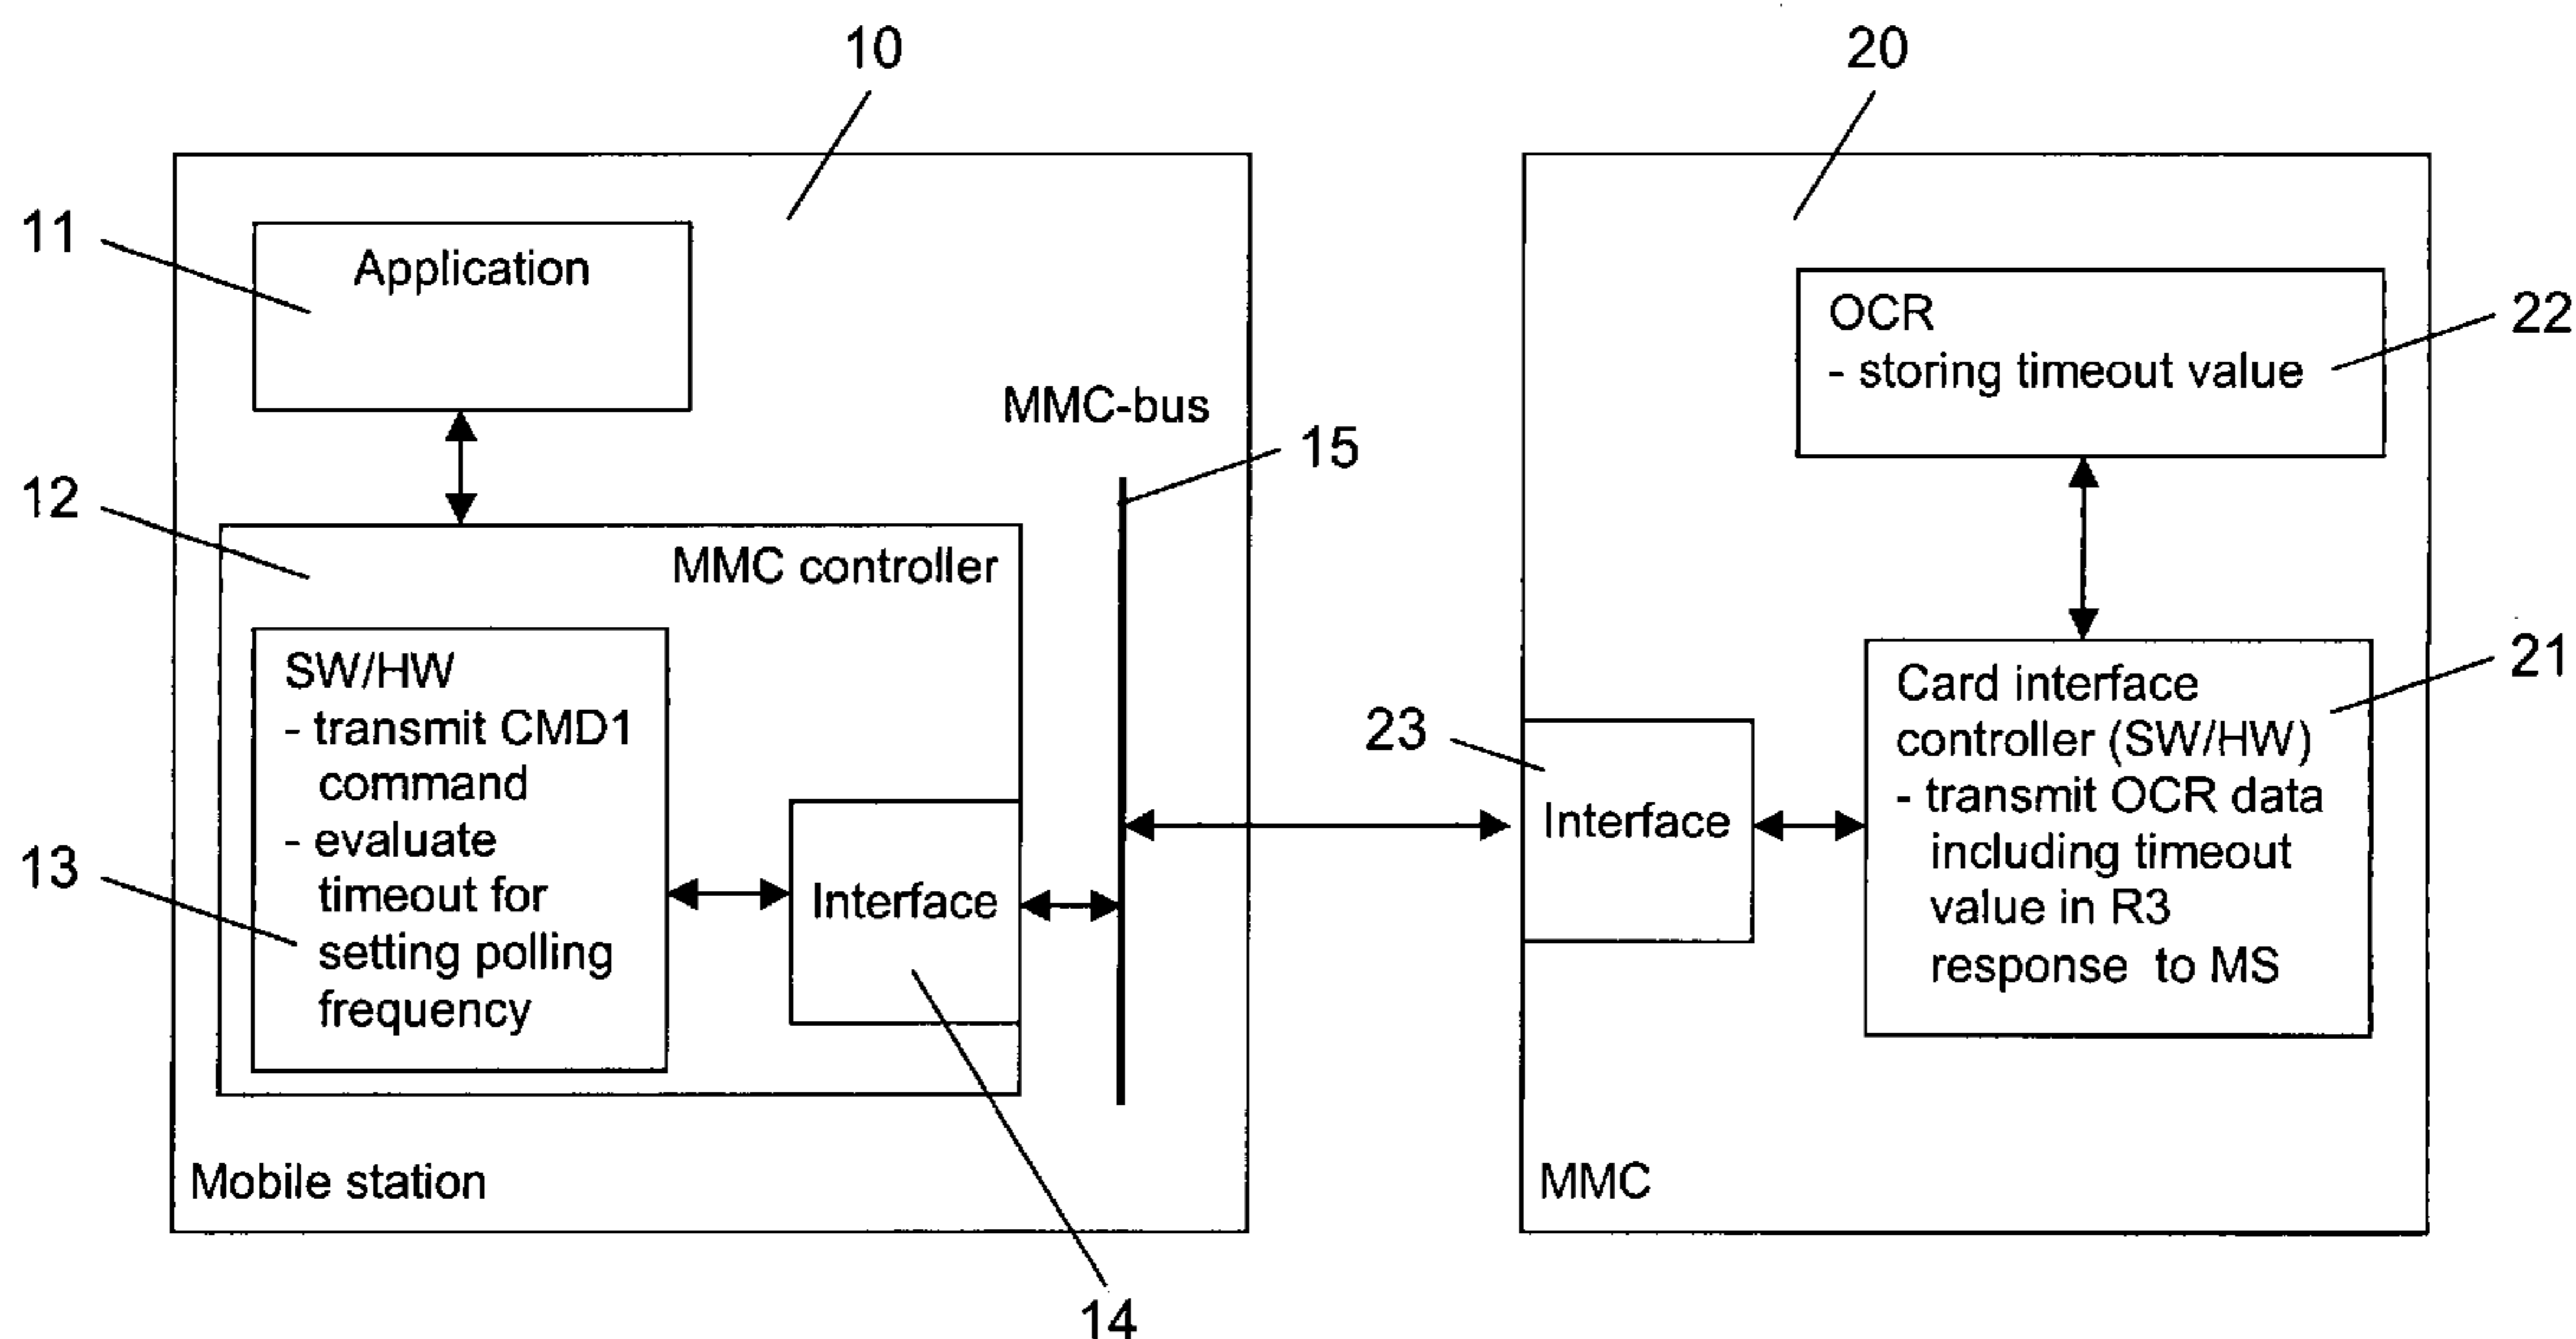 10
20
11
Application
OCR
- storing timeout value
22
MMC-bus
15
12
MMC controller
SW/HW
- transmit CMD1
command
- evaluate
timeout for
setting polling
frequency
13
Interface
14
Mobile station
23
Interface
Card interface
controller (SW/HW)
- transmit OCR data
including timeout
value in R3
response to MS
21
MMC